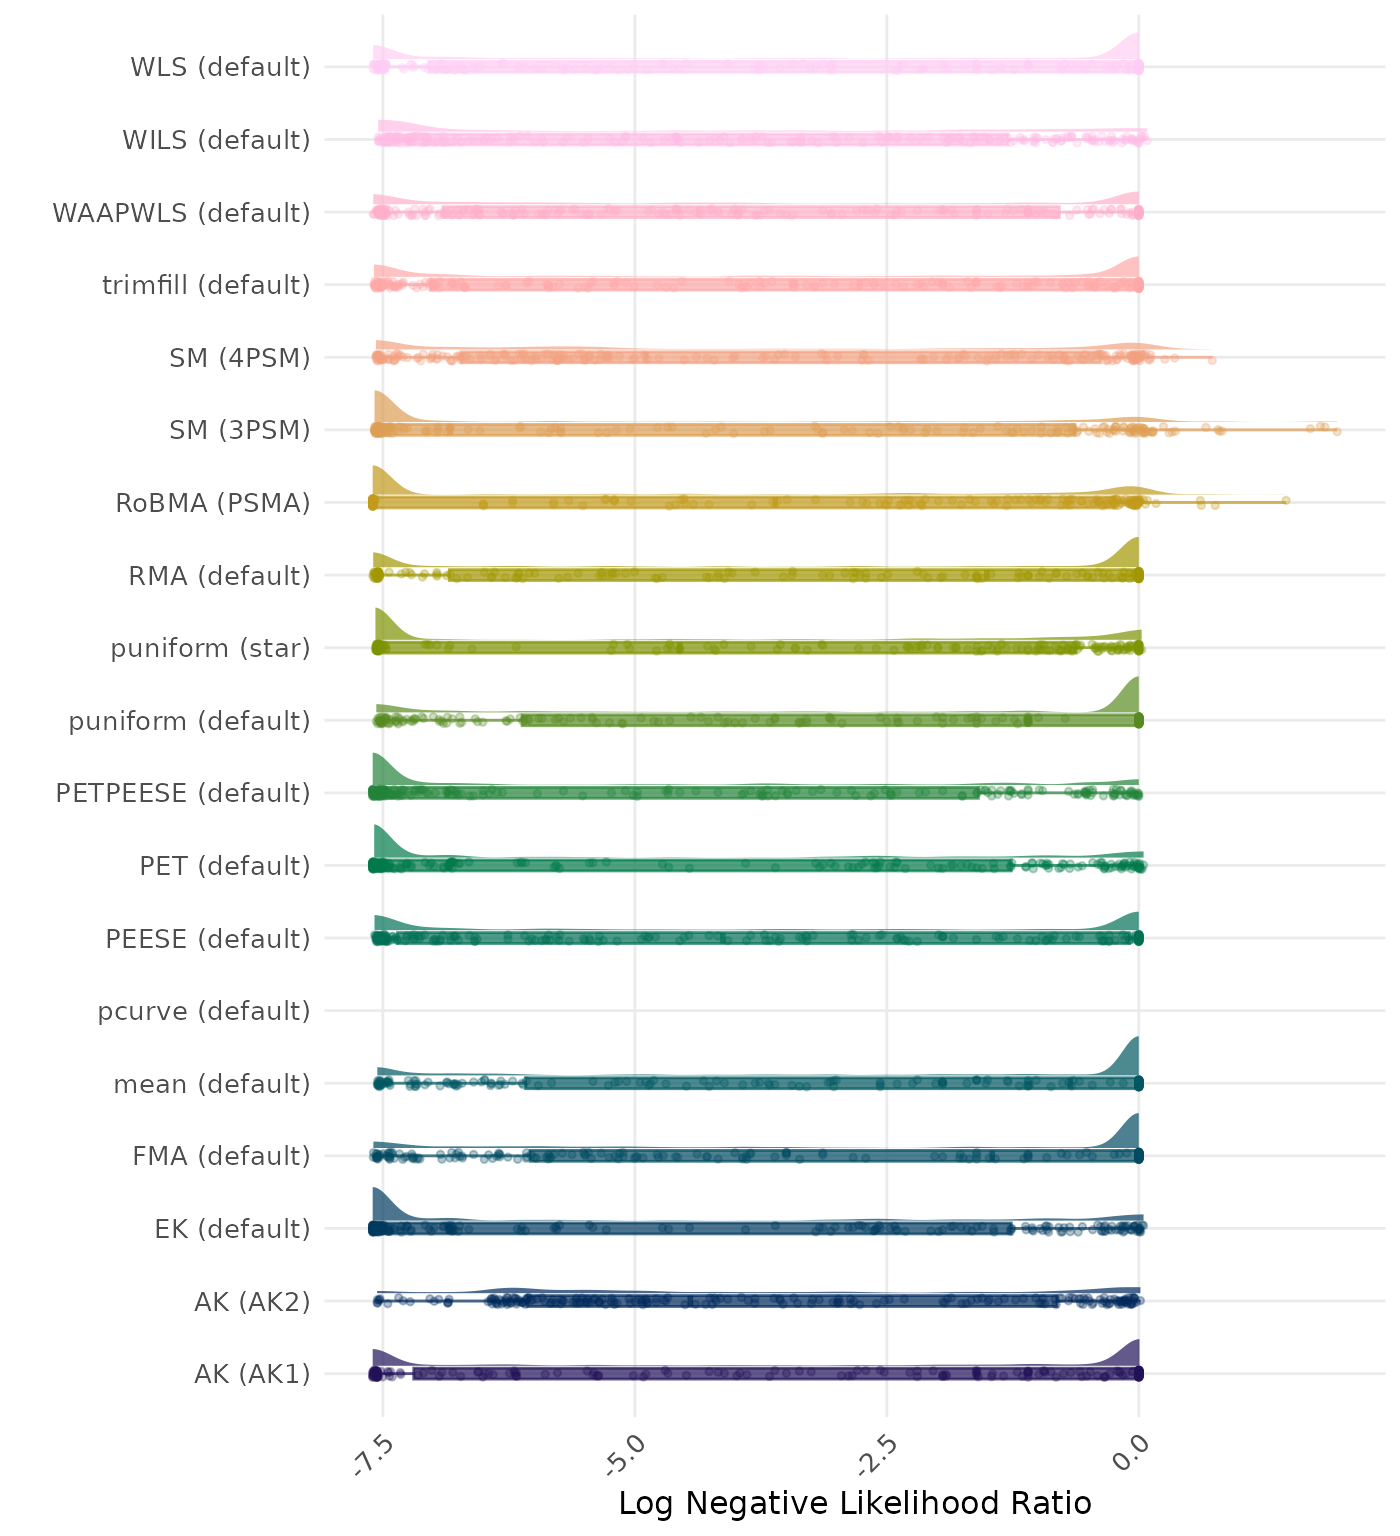 WLS (default)
WILS (default)
WAAPWLS (default)
trimfill (default)
SM (4PSM)
SM (3PSM)
RoBMA (PSMA)
RMA (default)
puniform (star)
puniform (default)
PETPEESE (default)
PET (default)
PEESE (default)
pcurve (default)
mean (default)
FMA (default)
EK (default)
AK (AK2)
AK (AK1)
-7.5
-5.0
-2.5
0.0
Log Negative Likelihood Ratio